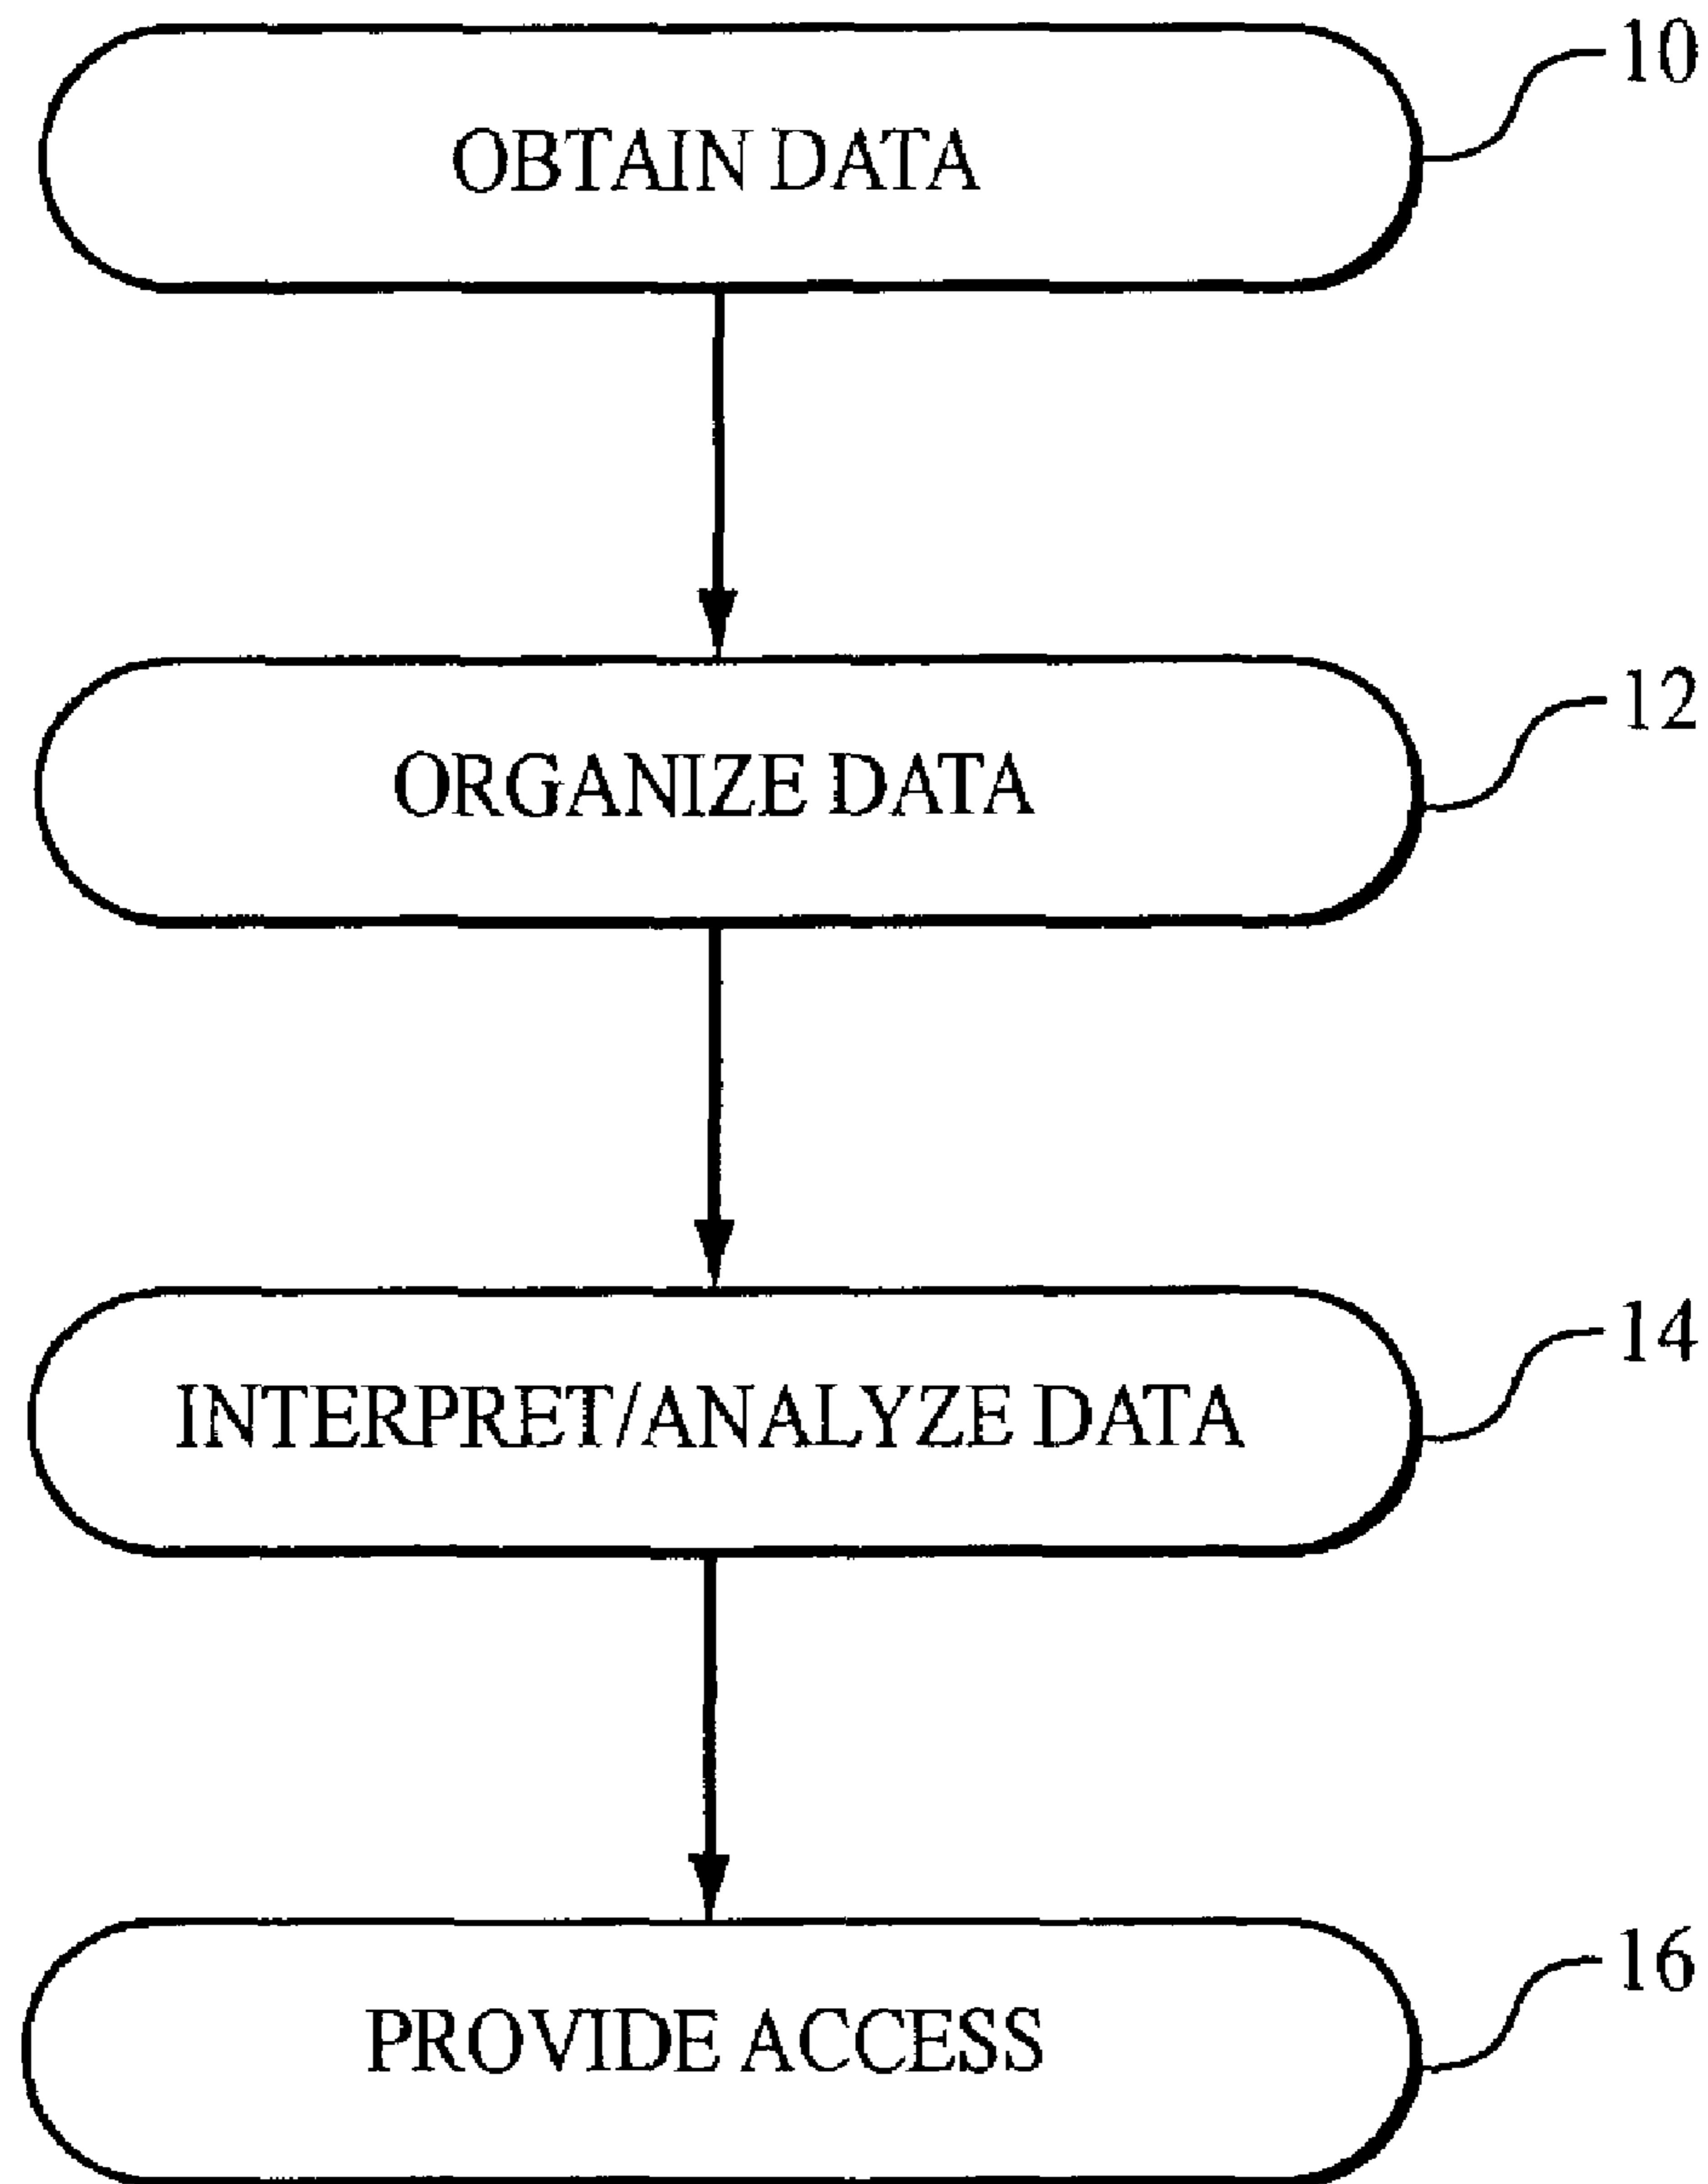 OBTAIN DATA
10
ORGANIZE DATA
12
INTERPRET/ANALYZE DATA
14
PROVIDE ACCESS
16